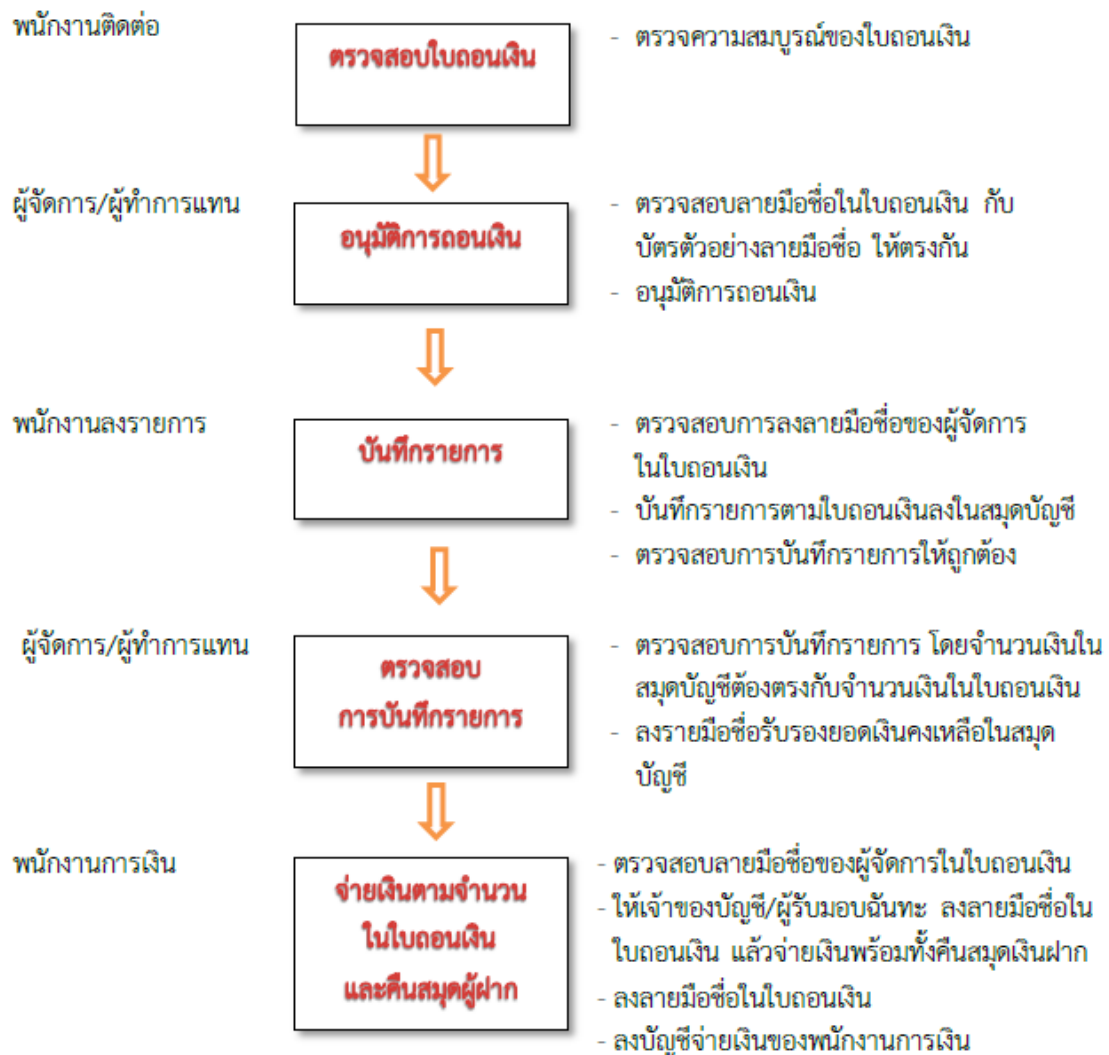 พนักงานติดต่อ
ตรวจสอบใบถอนเงิน
- ตรวจความสมบูรณ์ของใบถอนเงิน
ผู้จัดการ/ผู้ทำการแทน
อนุมัติการถอนเงิน
- ตรวจสอบลายมือชื่อในใบถอนเงิน กับ
บัตรตัวอย่างลายมือชื่อ ให้ตรงกัน
- อนุมัติการถอนเงิน
พนักงานลงรายการ
บันทึกรายการ
- ตรวจสอบการลงลายมือชื่อของผู้จัดการ
ในใบถอนเงิน
- บันทึกรายการตามใบถอนเงินลงในสมุดบัญชี
- ตรวจสอบการบันทึกรายการให้ถูกต้อง
ผู้จัดการ/ผู้ทำการแทน
ตรวจสอบ
การบันทึกรายการ
- ตรวจสอบการบันทึกรายการ โดยจำนวนเงินใน
สมุดบัญชีต้องตรงกับจำนวนเงินในใบถอนเงิน
- ลงรายมือชื่อรับรองยอดเงินคงเหลือในสมุด
บัญชี
พนักงานการเงิน
จ่ายเงินตามจำนวน
ในใบถอนเงิน
และคืนสมุดผู้ฝาก
- ตรวจสอบลายมือชื่อของผู้จัดการในใบถอนเงิน
- ให้เจ้าของบัญชี/ผู้รับมอบฉันทะ ลงลายมือชื่อใน
ใบถอนเงิน แล้วจ่ายเงินพร้อมทั้งคืนสมุดเงินฝาก
- ลงลายมือชื่อในใบถอนเงิน
- ลงบัญชีจ่ายเงินของพนักงานการเงิน